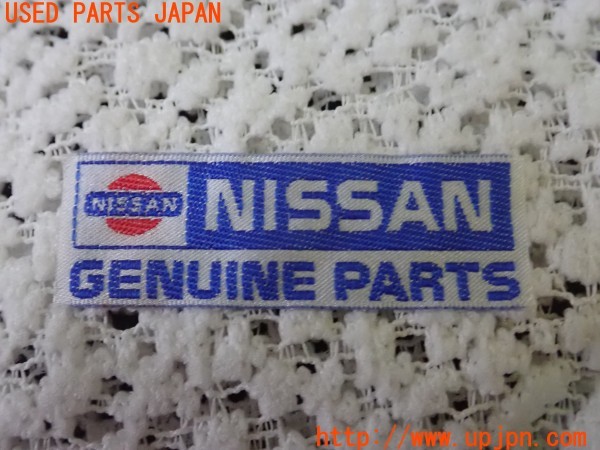 USED PARTS JAPAN
NISSAN
NISSAN
GENUINE PARTS
http://www.upjpn.com